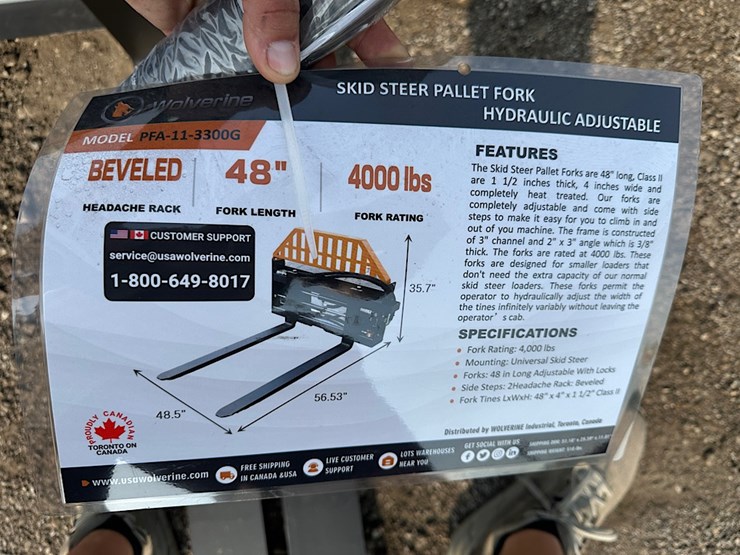 Wolverine
SKID STEER PALLET FORK
HYDRAULIC ADJUSTABLE
MODEL PFA-11-3300G
BEVELED
HEADACHE RACK
48"
FORK LENGTH
4000 lbs
FORK RATING
CUSTOMER SUPPORT
service@usawolverine.com
1-800-649-8017
35.7"
56.53"
48.5"
FEATURES
The Skid Steer Pallet Forks are 48" long, Class II
are 1 1/2 inches thick, 4 inches wide and
completely heat treated. Our forks are
completely adjustable and come with side
steps to make it easy for you to climb in and
out of you machine. The frame is constructed
of 3" channel and 2" x 3" angle which is 3/8"
thick. The forks are rated at 4000 lbs. These
forks are designed for smaller loaders that
don't need the extra capacity of our normal
skid steer loaders. These forks permit the
operator to hydraulically adjust the width of
the tines infinitely variably without leaving the
operator's cab.
SPECIFICATIONS
• Fork Rating: 4,000 lbs
• Mounting: Universal Skid Steer
• Forks: 48 in Long Adjustable With Locks
• Side Steps: 2Headache Rack: Beveled
• Fork Tines LxWxH: 48" x 4" x 1 1/2" Class II
Distributed by WOLVERINE Industrial, Toronto, Canada
PROUDLY CANADIAN
TORONTO ON
CANADA
www.usawolverine.com
FREE SHIPPING
IN CANADA &USA
LIVE CUSTOMER
SUPPORT
LOTS WAREHOUSES
NEAR YOU
GET SOCIAL WITH US